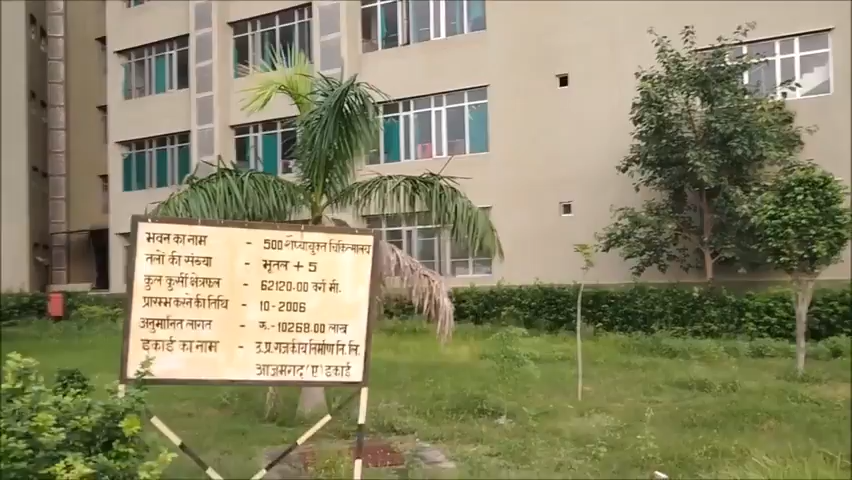 भवन का नाम • 500 शैय्यायुक्त चिकित्सालय
तलों की संख्या • भूतल + 5
कुल कुर्सी क्षेत्रफल • 62120.00 वर्ग मी.
प्रारम्भ करने की तिथि • 10-2006
अनुमानित लागत • रू.-10268.00 लाख
इकाई का नाम • उ.प्र.राजकीय निर्माण नि. लि.
आजमगढ़ (ए) इकाई